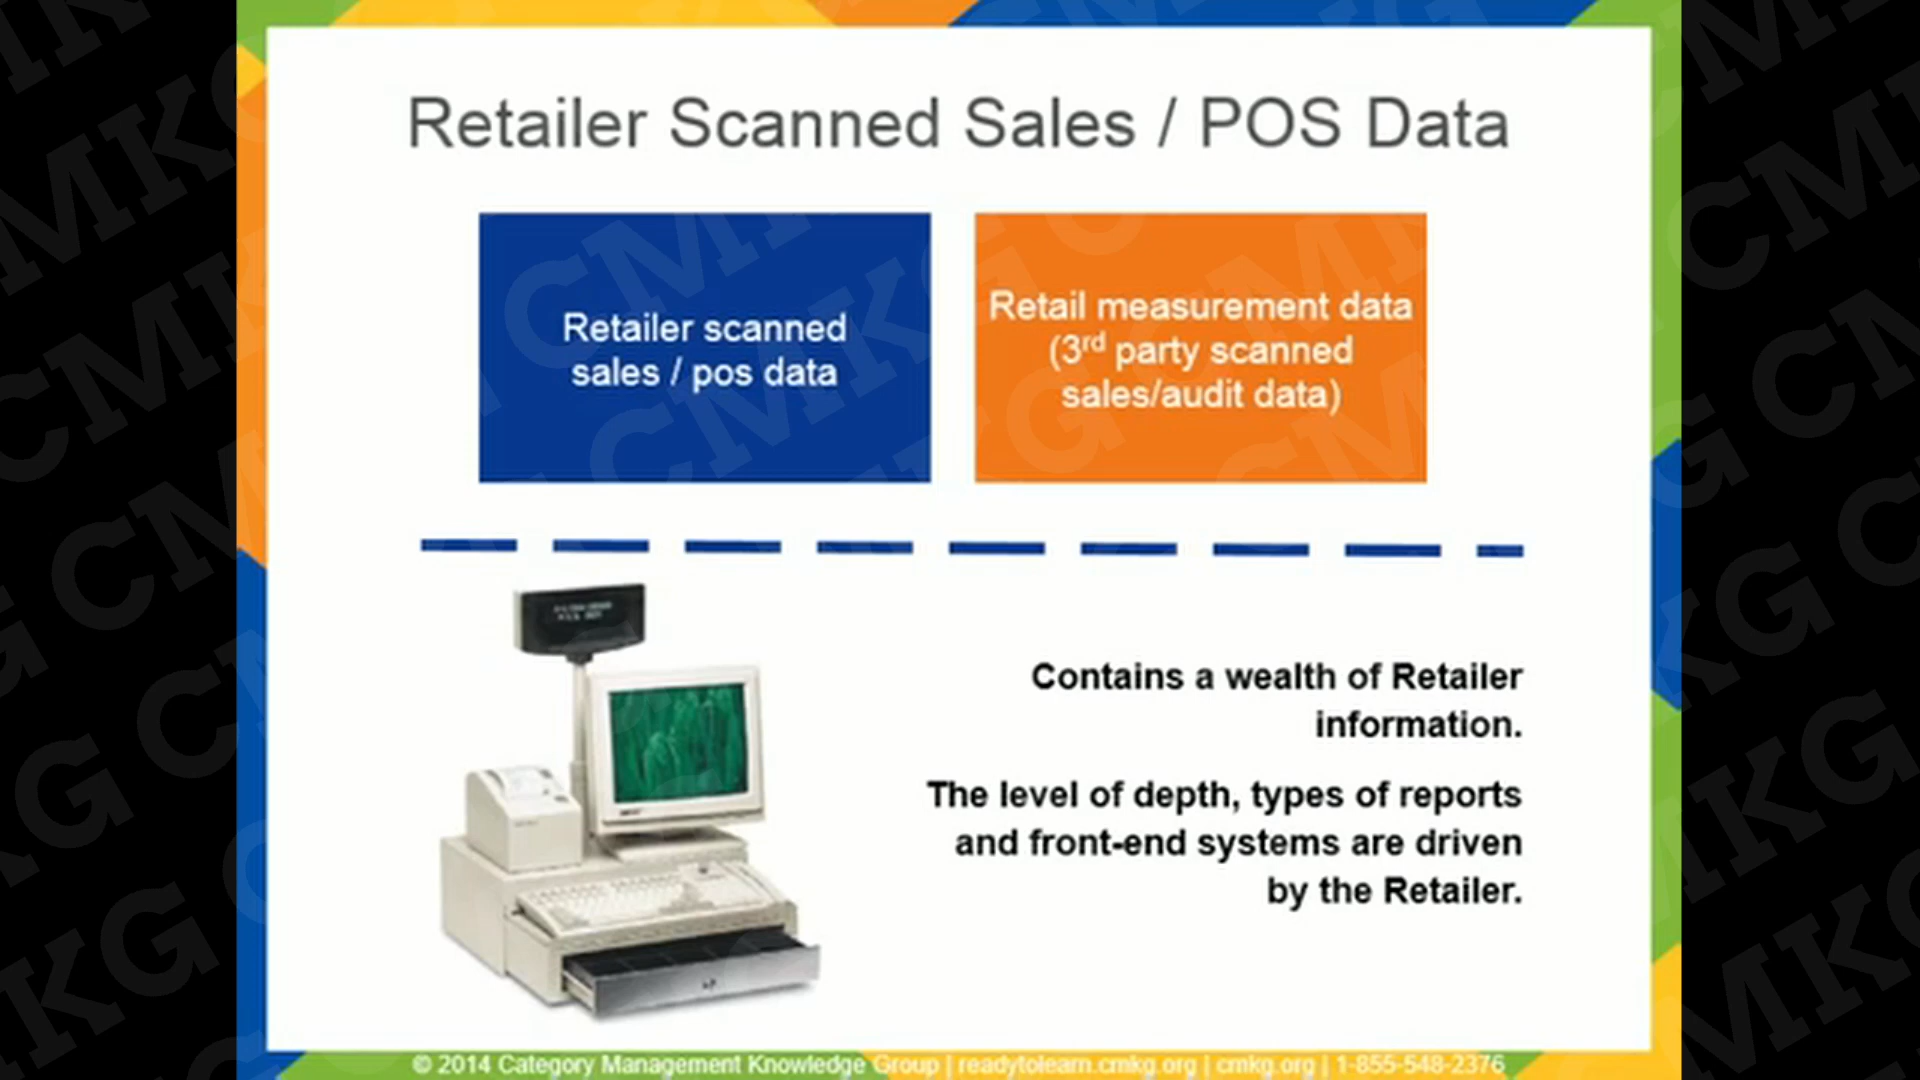 Retailer Scanned Sales / POS Data
Retailer scanned
sales / pos data
Retail measurement data
(3rd party scanned
sales/audit data)
Contains a wealth of Retailer
information.
The level of depth, types of reports
and front-end systems are driven
by the Retailer.
© 2014 Category Management Knowledge Group | readytolearn.cmkg.org | cmkg.org | 1-855-548-2376
CMKG